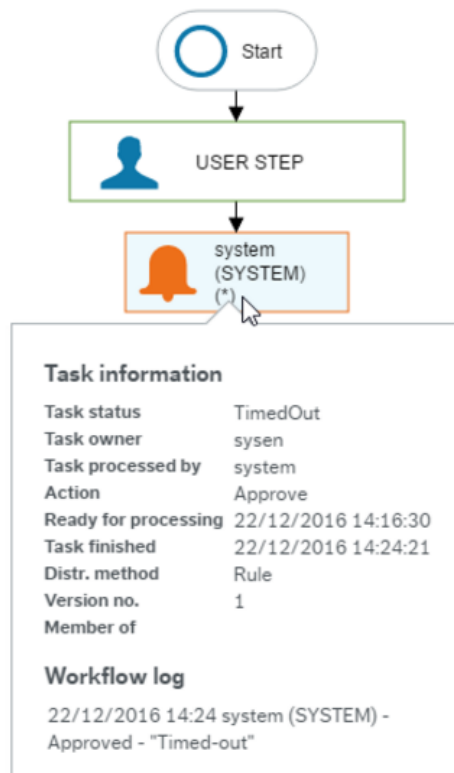 Start
USER STEP
system
(SYSTEM)
(*)
Task information
Task status TimedOut
Task owner sysen
Task processed by system
Action Approve
Ready for processing 22/12/2016 14:16:30
Task finished 22/12/2016 14:24:21
Distr. method Rule
Version no. 1
Member of
Workflow log
22/12/2016 14:24 system (SYSTEM) -
Approved - "Timed-out"